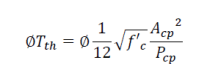 ∅T_th = ∅ 1/12 √f'_c A_cp² / P_cp